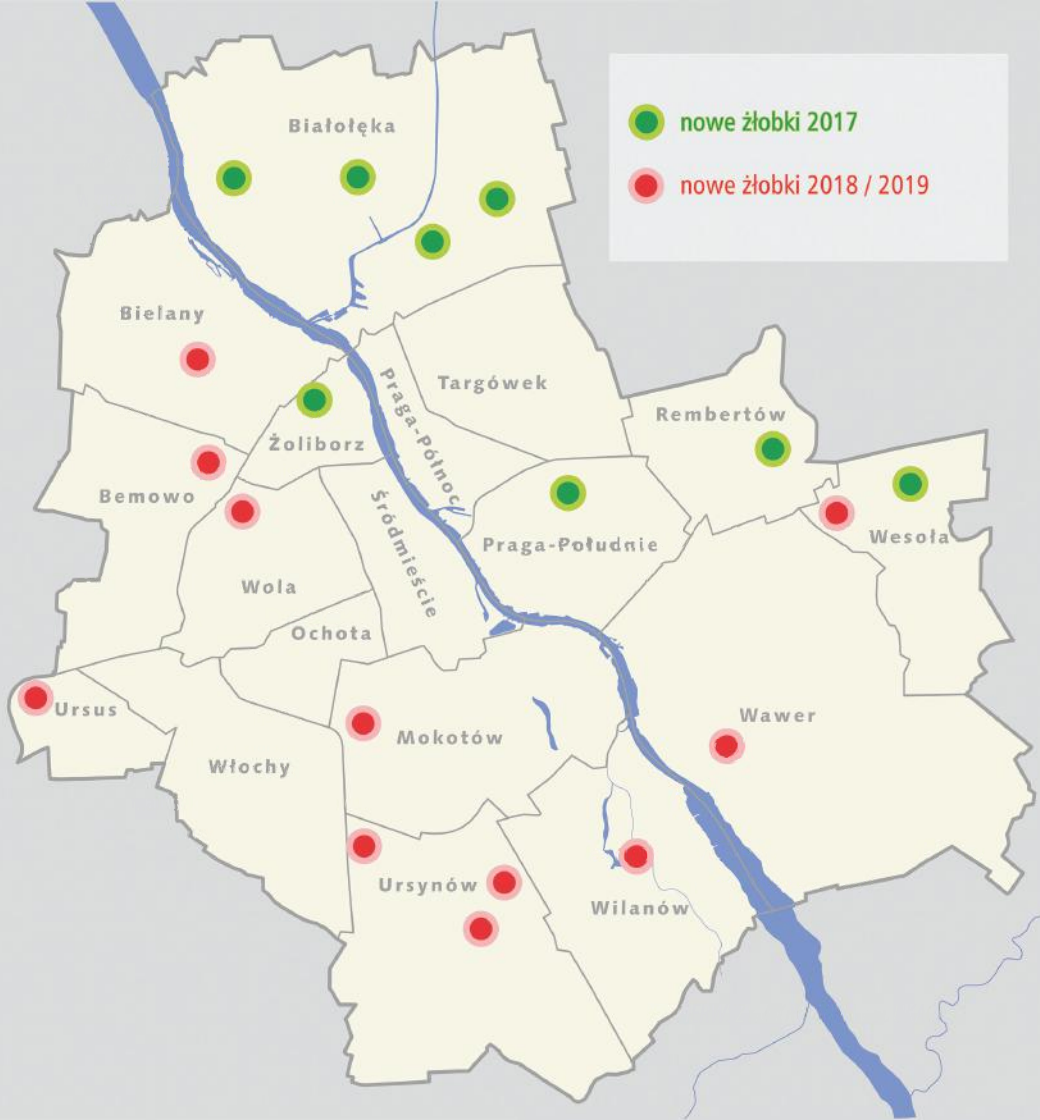 Białołęka
nowe żłobki 2017
nowe żłobki 2018 / 2019
Bielany
Targówek
Praga-Północ
Rembertów
Żoliborz
Bemowo
Śródmieście
Praga-Południe
Wesoła
Wola
Ochota
Ursus
Wawer
Mokotów
Włochy
Ursynów
Wilanów